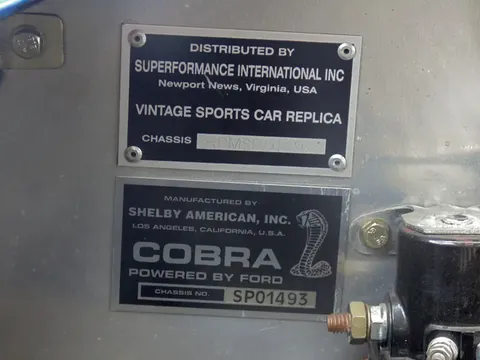 DISTRIBUTED BY
SUPERFORMANCE INTERNATIONAL INC
Newport News, Virginia, USA
VINTAGE SPORTS CAR REPLICA
CHASSIS
MANUFACTURED BY
SHELBY AMERICAN, INC.
LOS ANGELES, CALIFORNIA, U.S.A.
COBRA
POWERED BY FORD
CHASSIS NO. SP01493